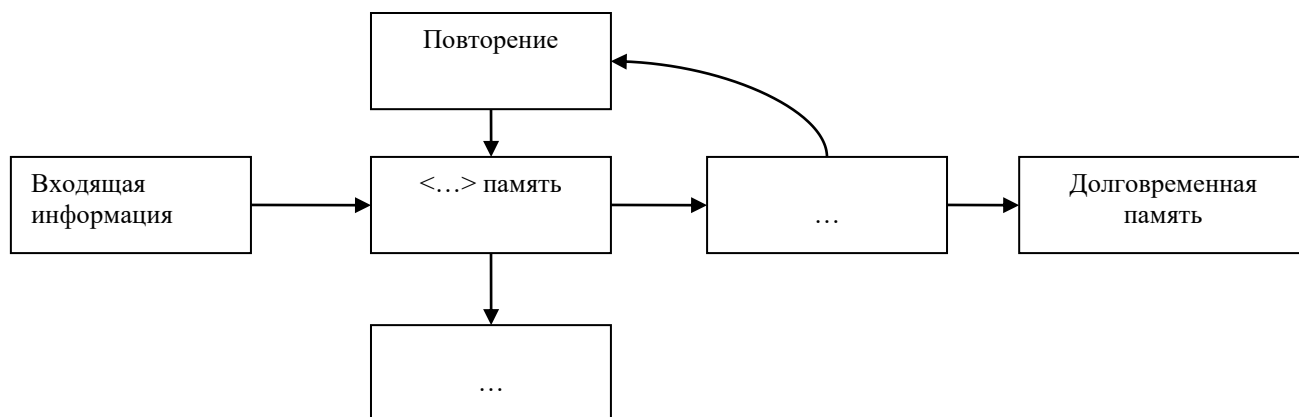 Повторение
Входящая
информация
<…> память
…
Долговременная
память
…